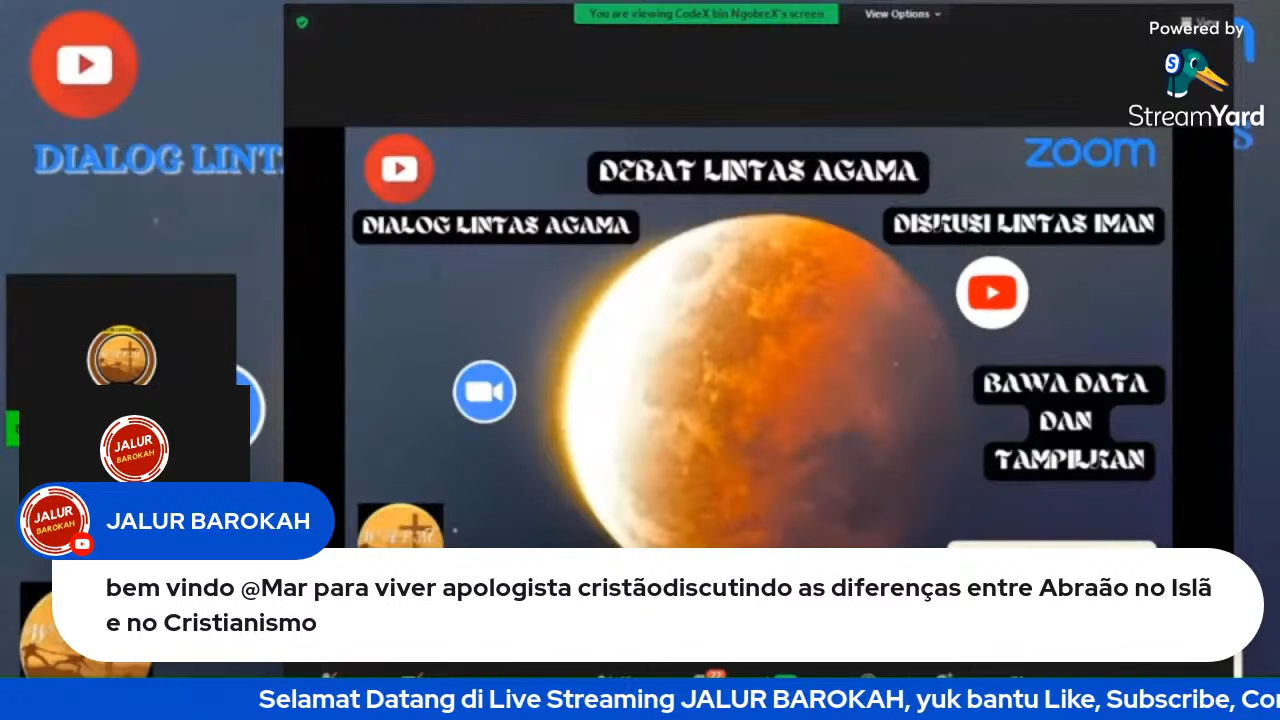 You are viewing CodeX bin NgobreX's screen
View Options
View
Powered by
StreamYard
zoom
DIALOG LINT
DEBAT LINTAS AGAMA
DIALOG LINTAS AGAMA
DISKUSI LINTAS IMAN
BAWA DATA
DAN
TAMPILKAN
JALUR
BAROKAH
JALUR
BAROKAH
JALUR BAROKAH
bem vindo @Mar para viver apologista cristãodiscutindo as diferenças entre Abraão no Islã
e no Cristianismo
Selamat Datang di Live Streaming JALUR BAROKAH, yuk bantu Like, Subscribe, Co